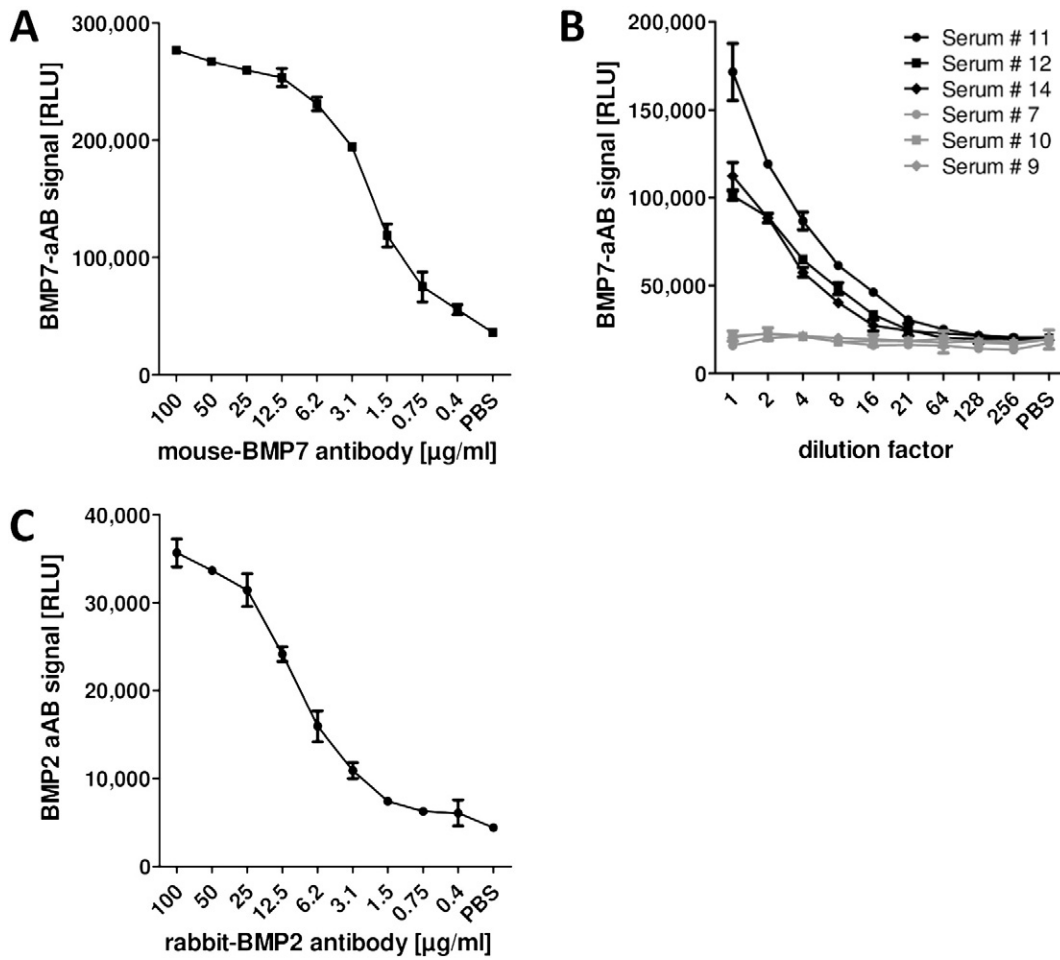 A
BMP7-aAB signal [RLU]
300,000
200,000
100,000
0
100
50
25
12.5
6.2
3.1
1.5
0.75
0.4
PBS
mouse-BMP7 antibody [µg/ml]
B
BMP7-aAB signal [RLU]
200,000
150,000
100,000
50,000
0
1
2
4
8
16
21
64
128
256
PBS
dilution factor
Serum # 11
Serum # 12
Serum # 14
Serum # 7
Serum # 10
Serum # 9
C
BMP2 aAB signal [RLU]
40,000
30,000
20,000
10,000
0
100
50
25
12.5
6.2
3.1
1.5
0.75
0.4
PBS
rabbit-BMP2 antibody [µg/ml]